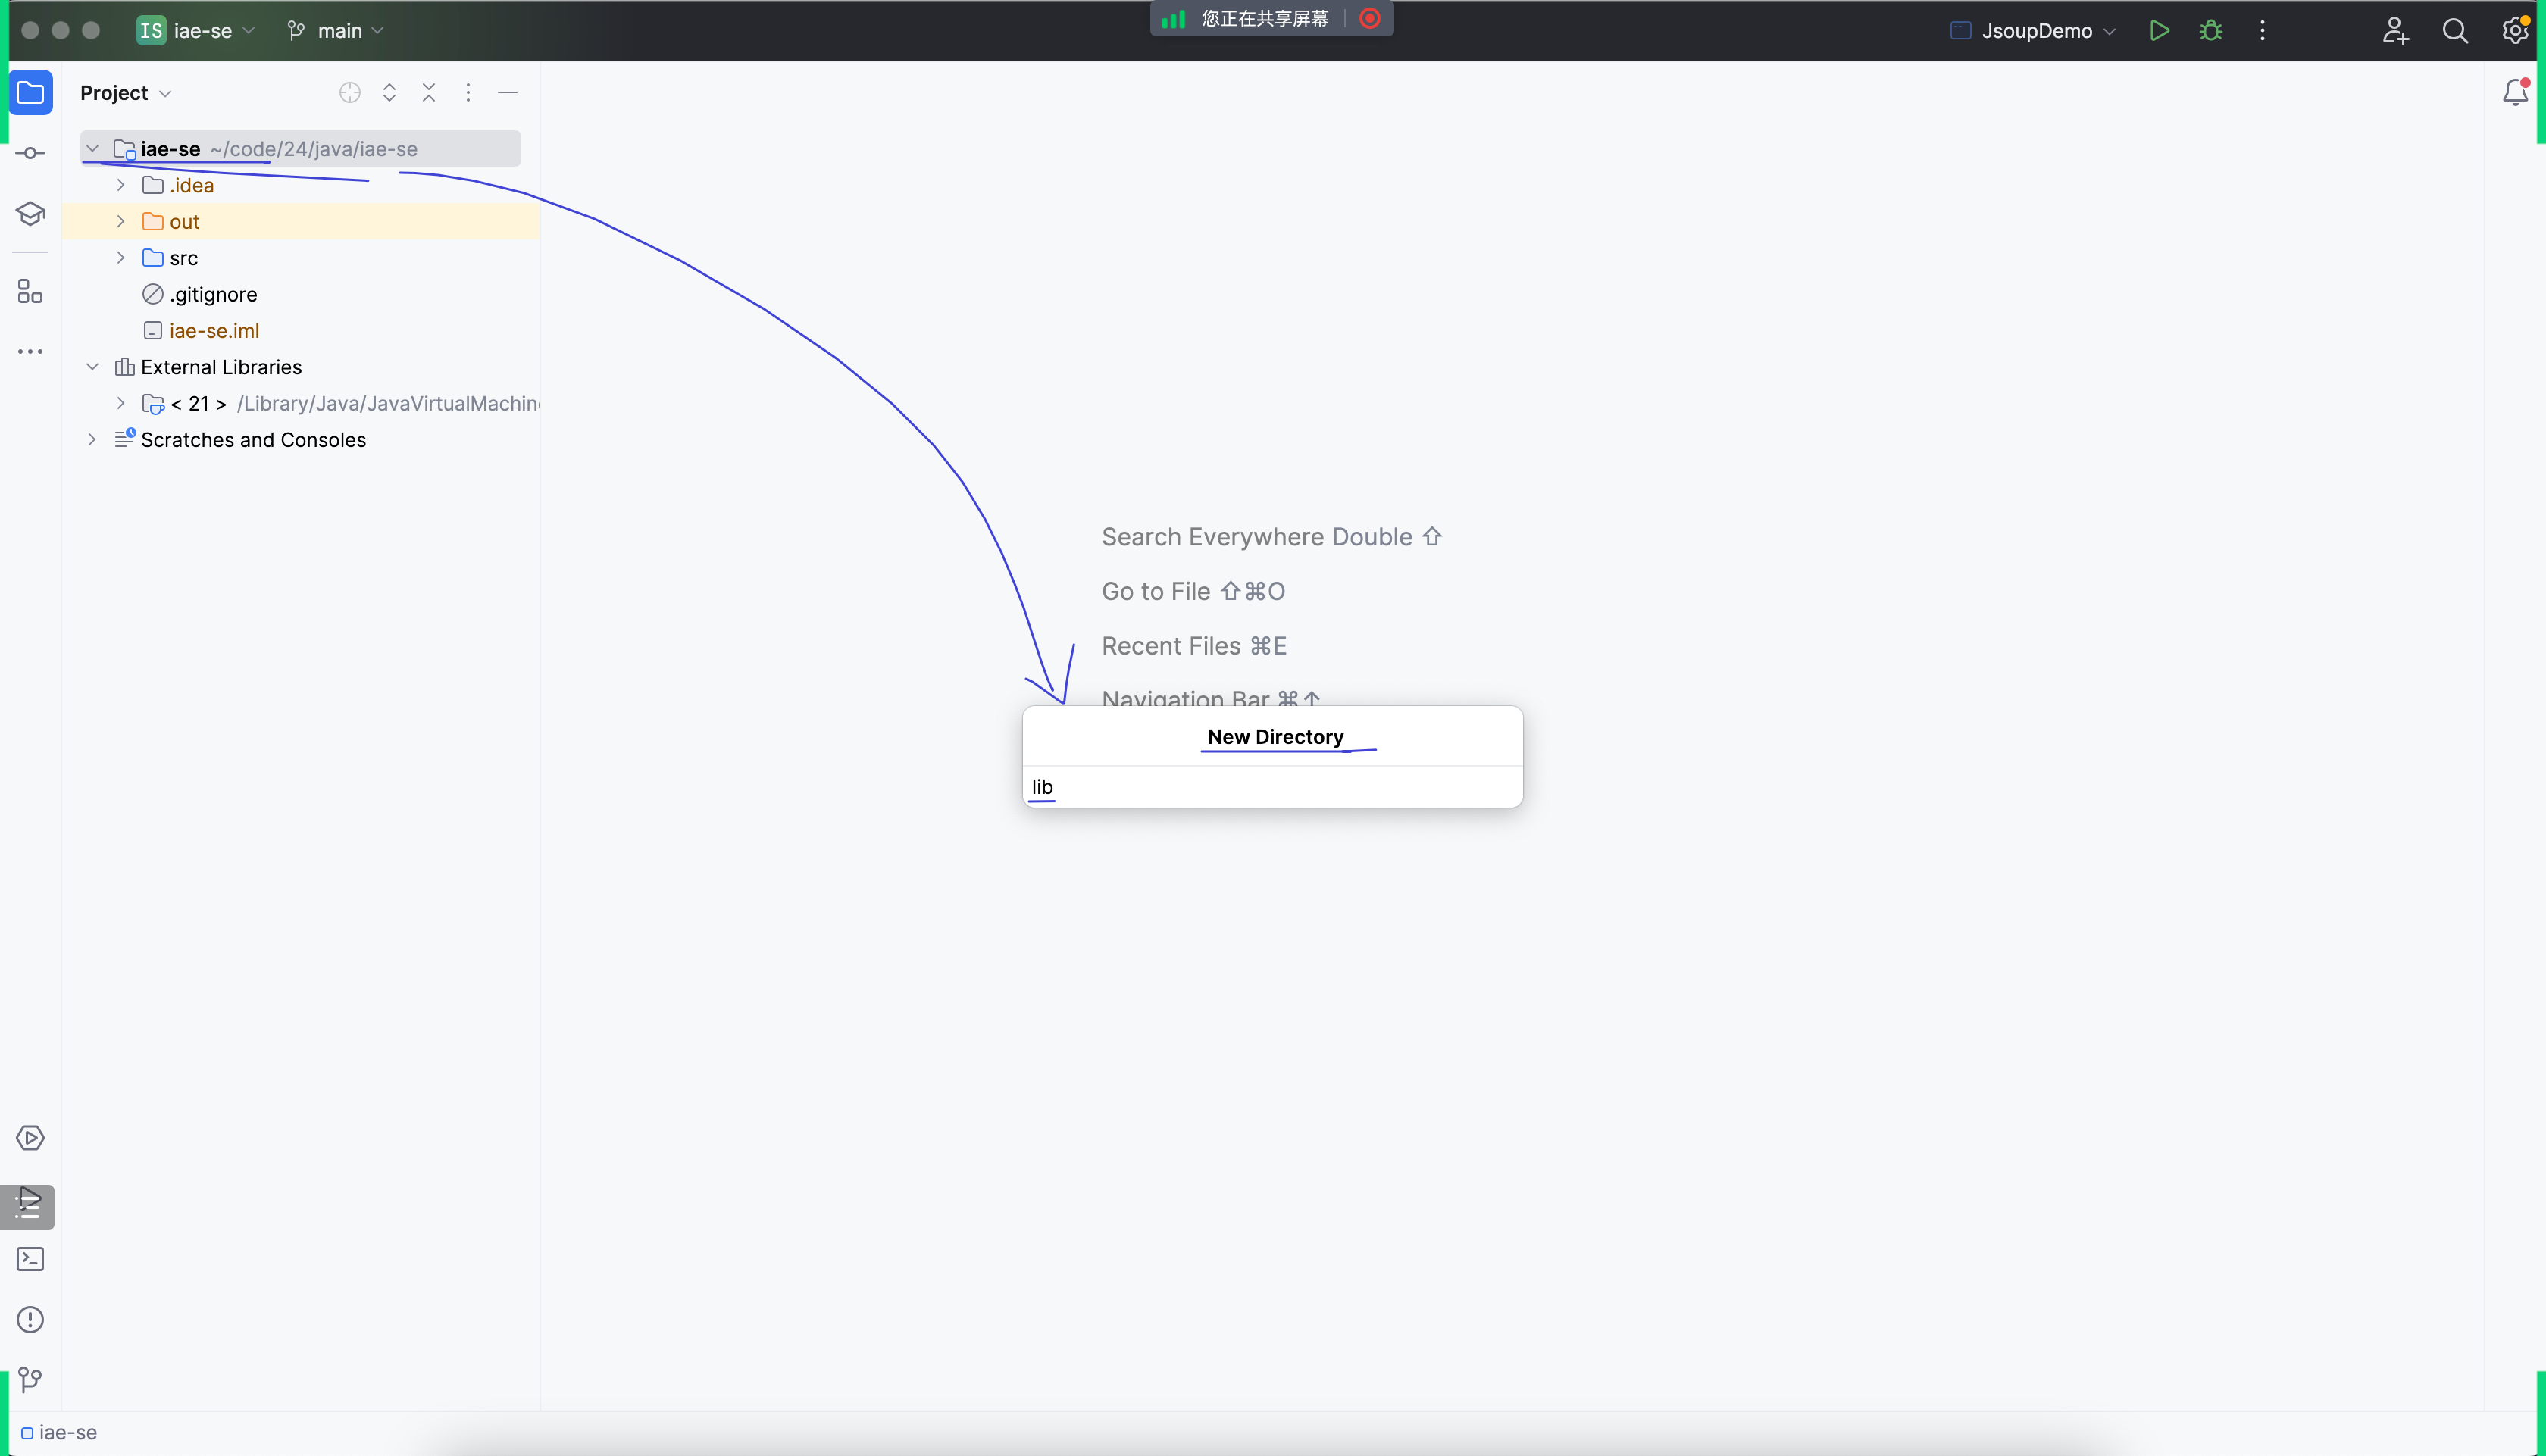 IS iae-se main 您正在共享屏幕 JsoupDemo
Project
iae-se ~/code/24/java/iae-se
.idea
out
src
.gitignore
iae-se.iml
External Libraries
< 21 > /Library/Java/JavaVirtualMachin
Scratches and Consoles
Search Everywhere Double ⇧
Go to File ⇧⌘O
Recent Files ⌘E
Navigation Bar ⌘↑
New Directory
lib
iae-se